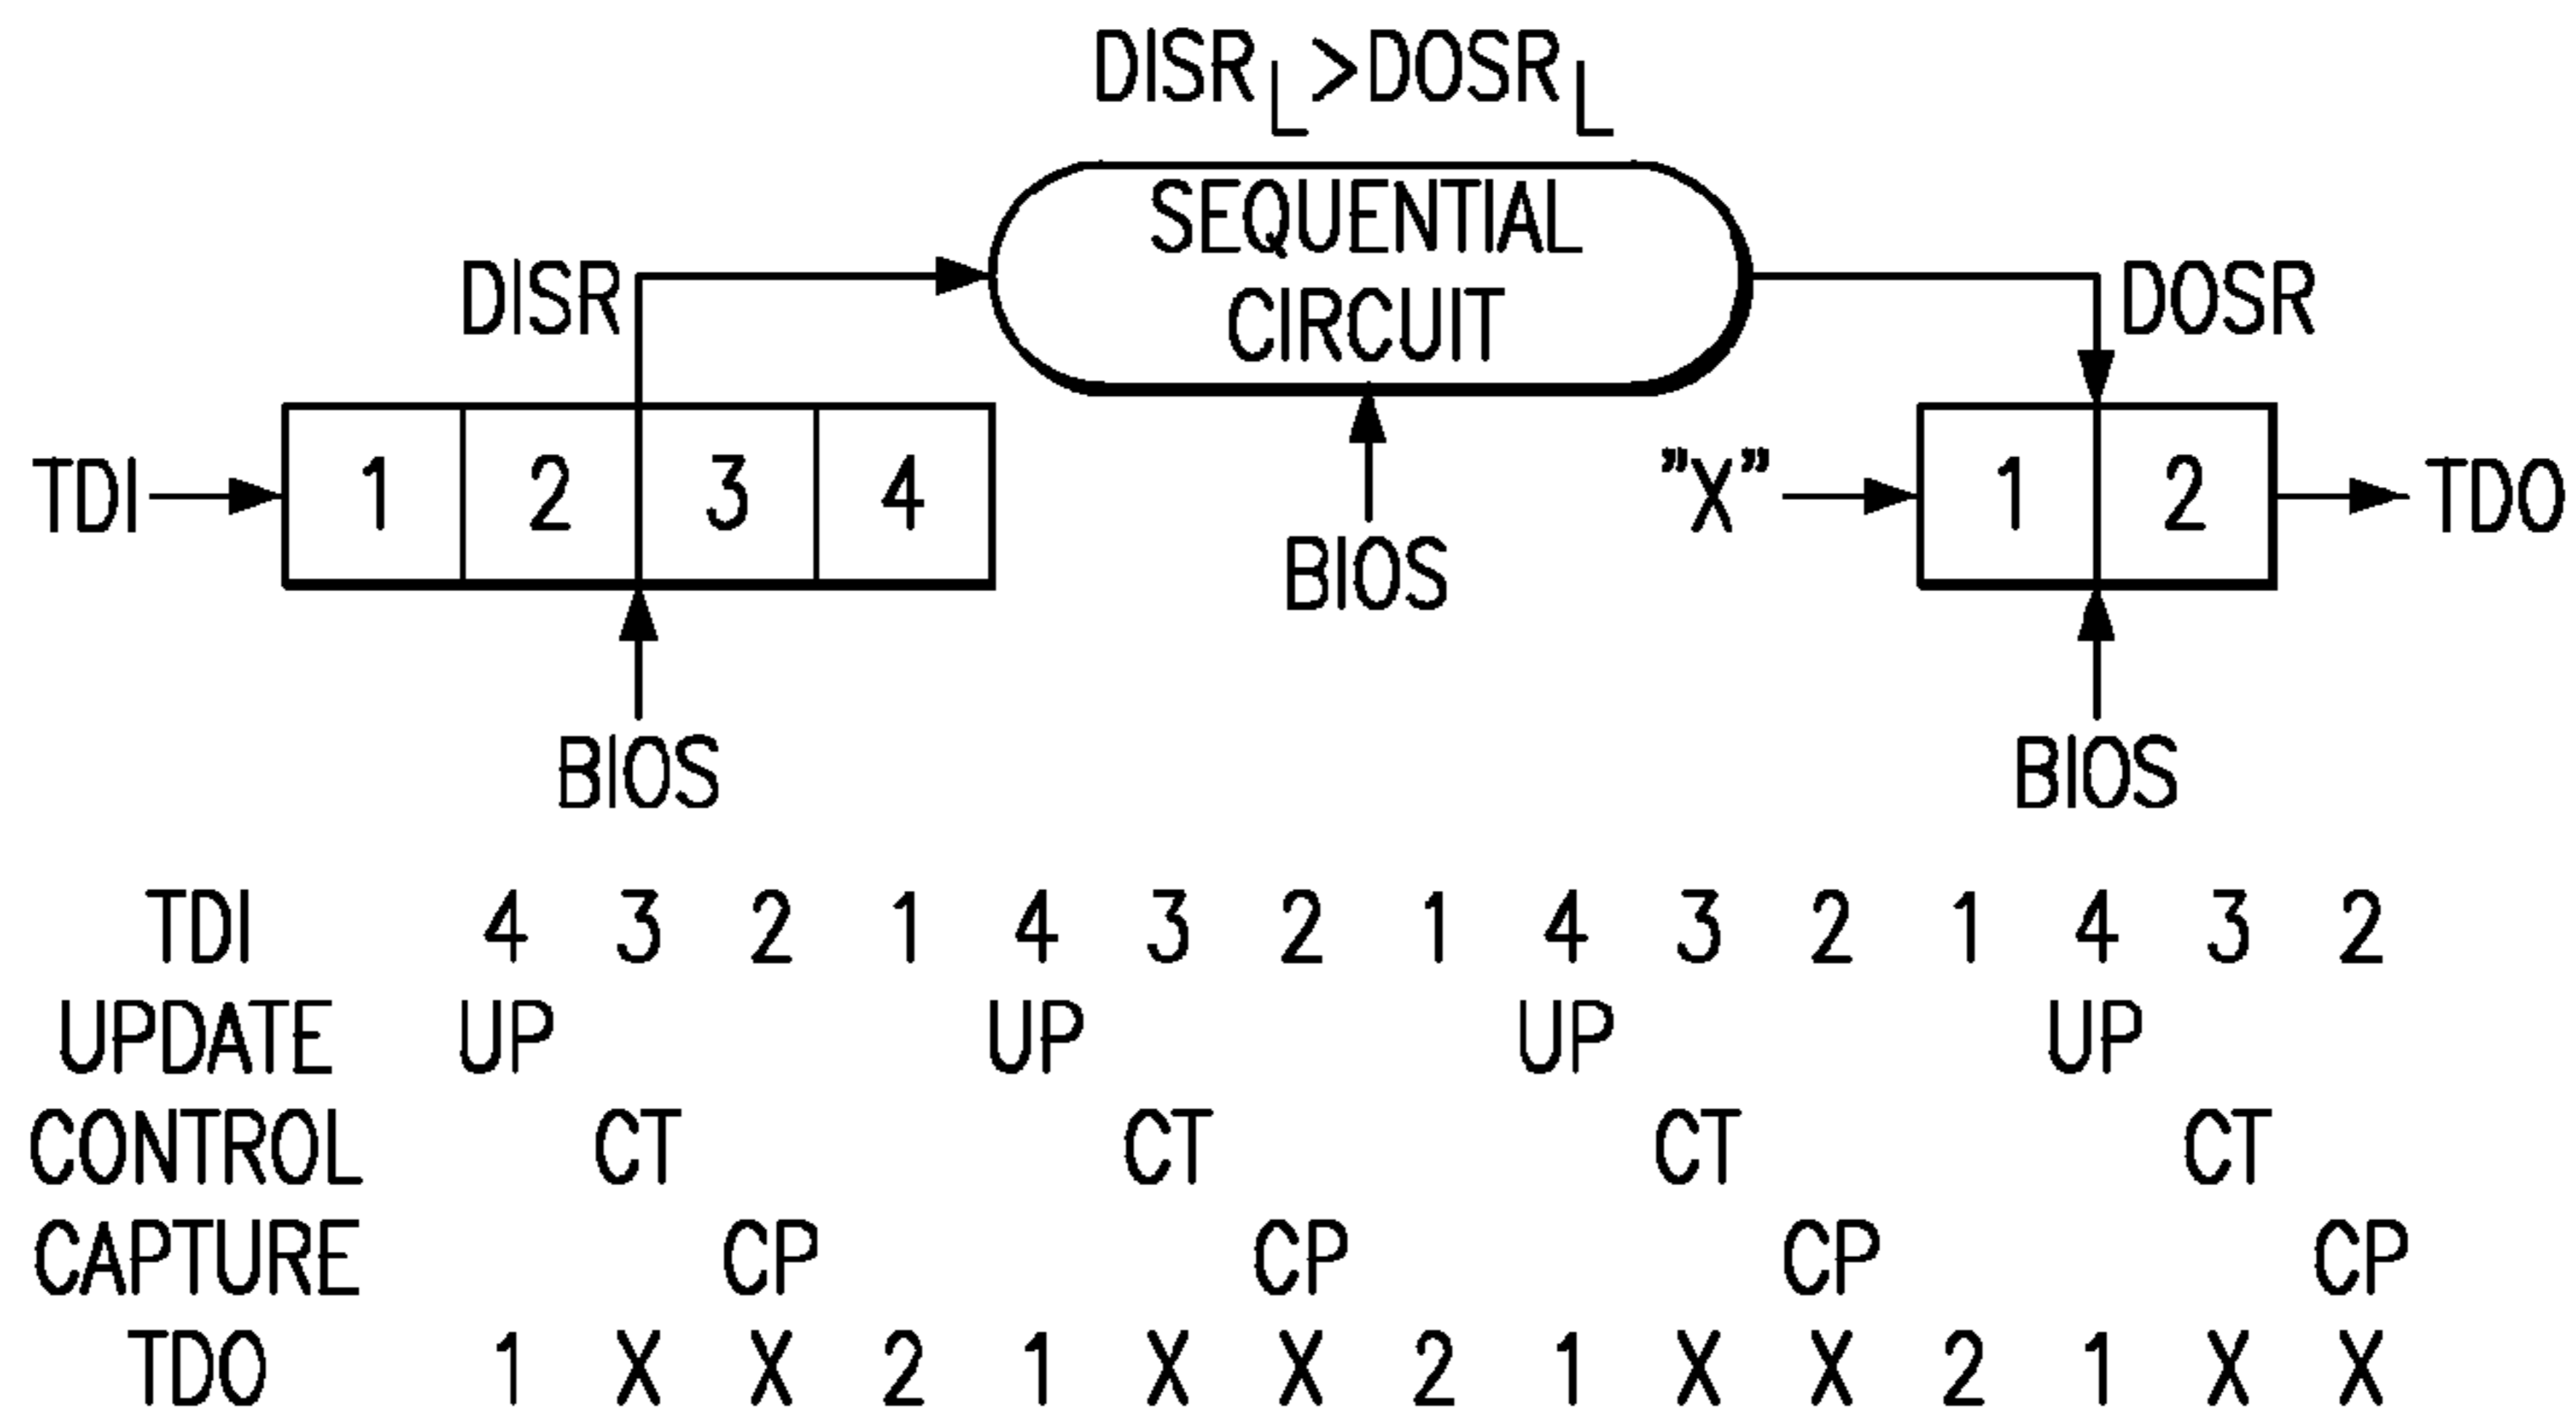 DISRL>DOSRL
SEQUENTIAL
CIRCUIT
DISR
DOSR
TDI
1 2 3 4
BIOS
"X"
1 2
TDO
BIOS
BIOS
TDI 4 3 2 1 4 3 2 1 4 3 2 1 4 3 2
UPDATE UP UP UP UP
CONTROL CT CT CT CT
CAPTURE CP CP CP CP
TDO 1 X X 2 1 X X 2 1 X X 2 1 X X